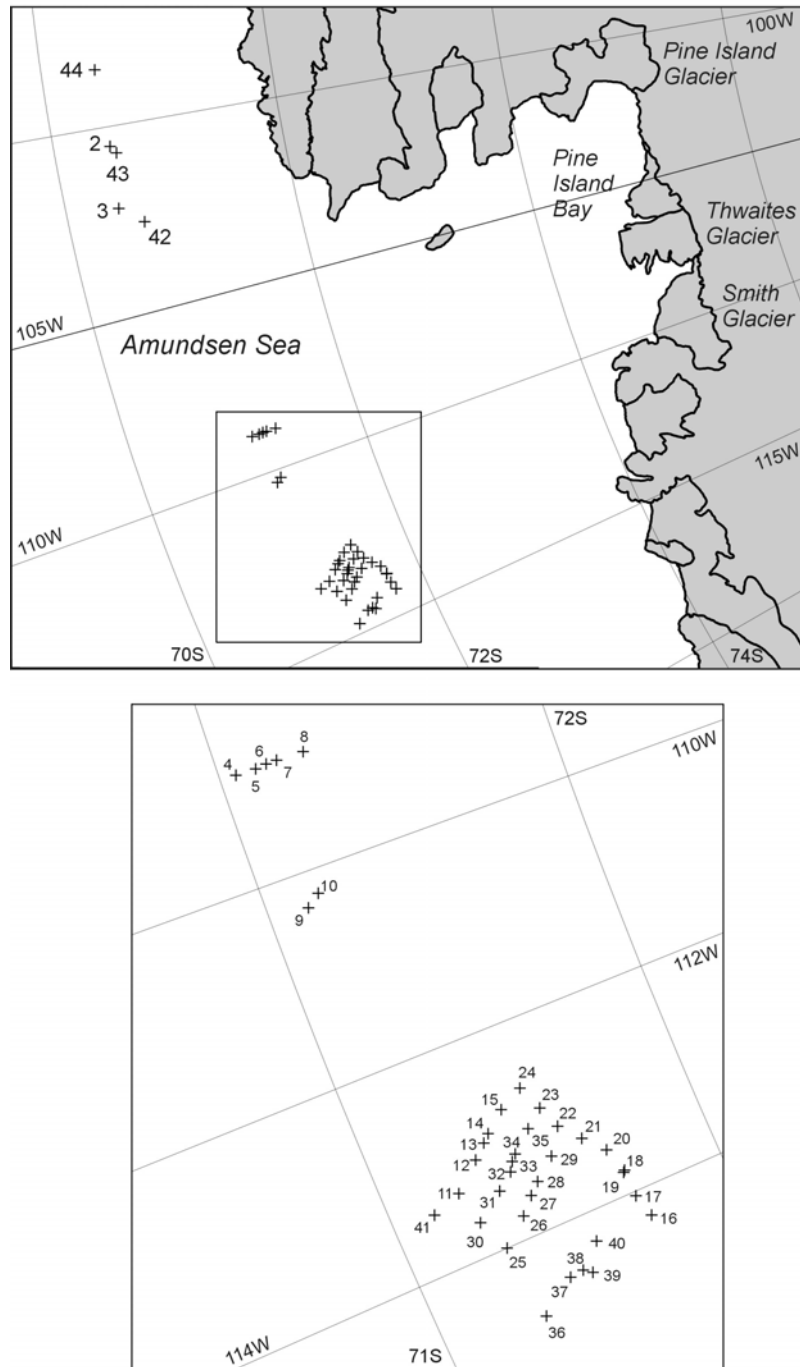 100W
Pine Island
Glacier
44
2
43
3
42
Pine
Island
Bay
Thwaites
Glacier
Smith
Glacier
105W
Amundsen Sea
110W
115W
70S
72S
74S
72S
110W
8
6
4
7
5
10
9
112W
24
23
15
22
14
21
35
20
34
13
18
29
12
33
32
19
28
11
17
31
27
16
41
26
30
40
25
38
39
37
36
114W
71S